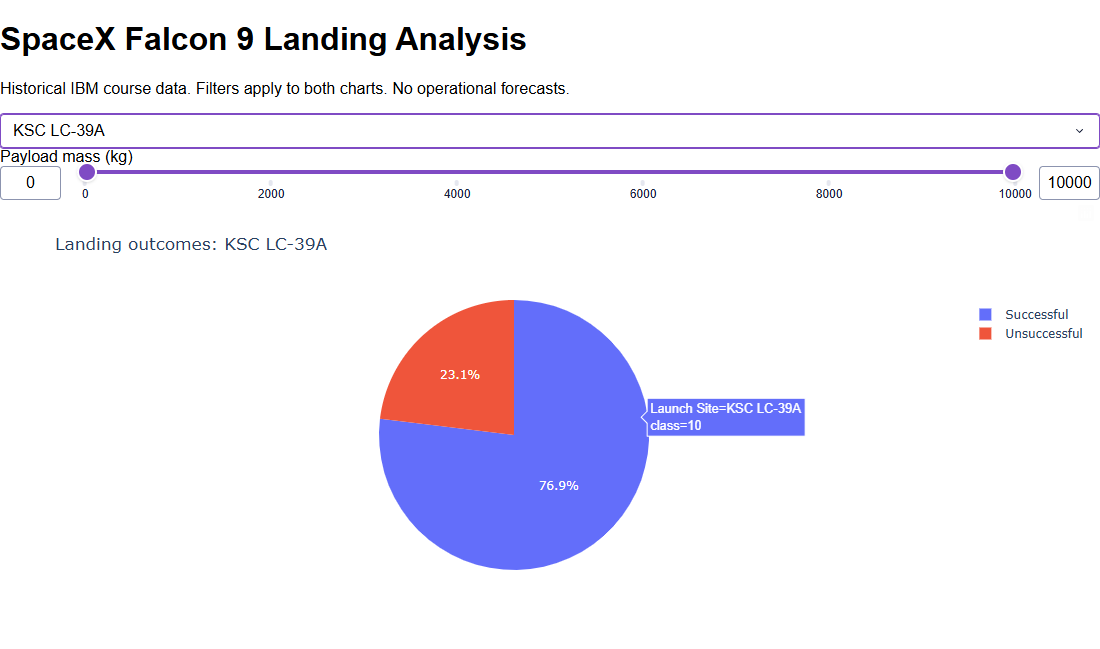 SpaceX Falcon 9 Landing Analysis
Historical IBM course data. Filters apply to both charts. No operational forecasts.
KSC LC-39A
Payload mass (kg)
0
0 2000 4000 6000 8000 10000
10000
Landing outcomes: KSC LC-39A
Successful
Unsuccessful
23.1%
Launch Site=KSC LC-39A
class=10
76.9%